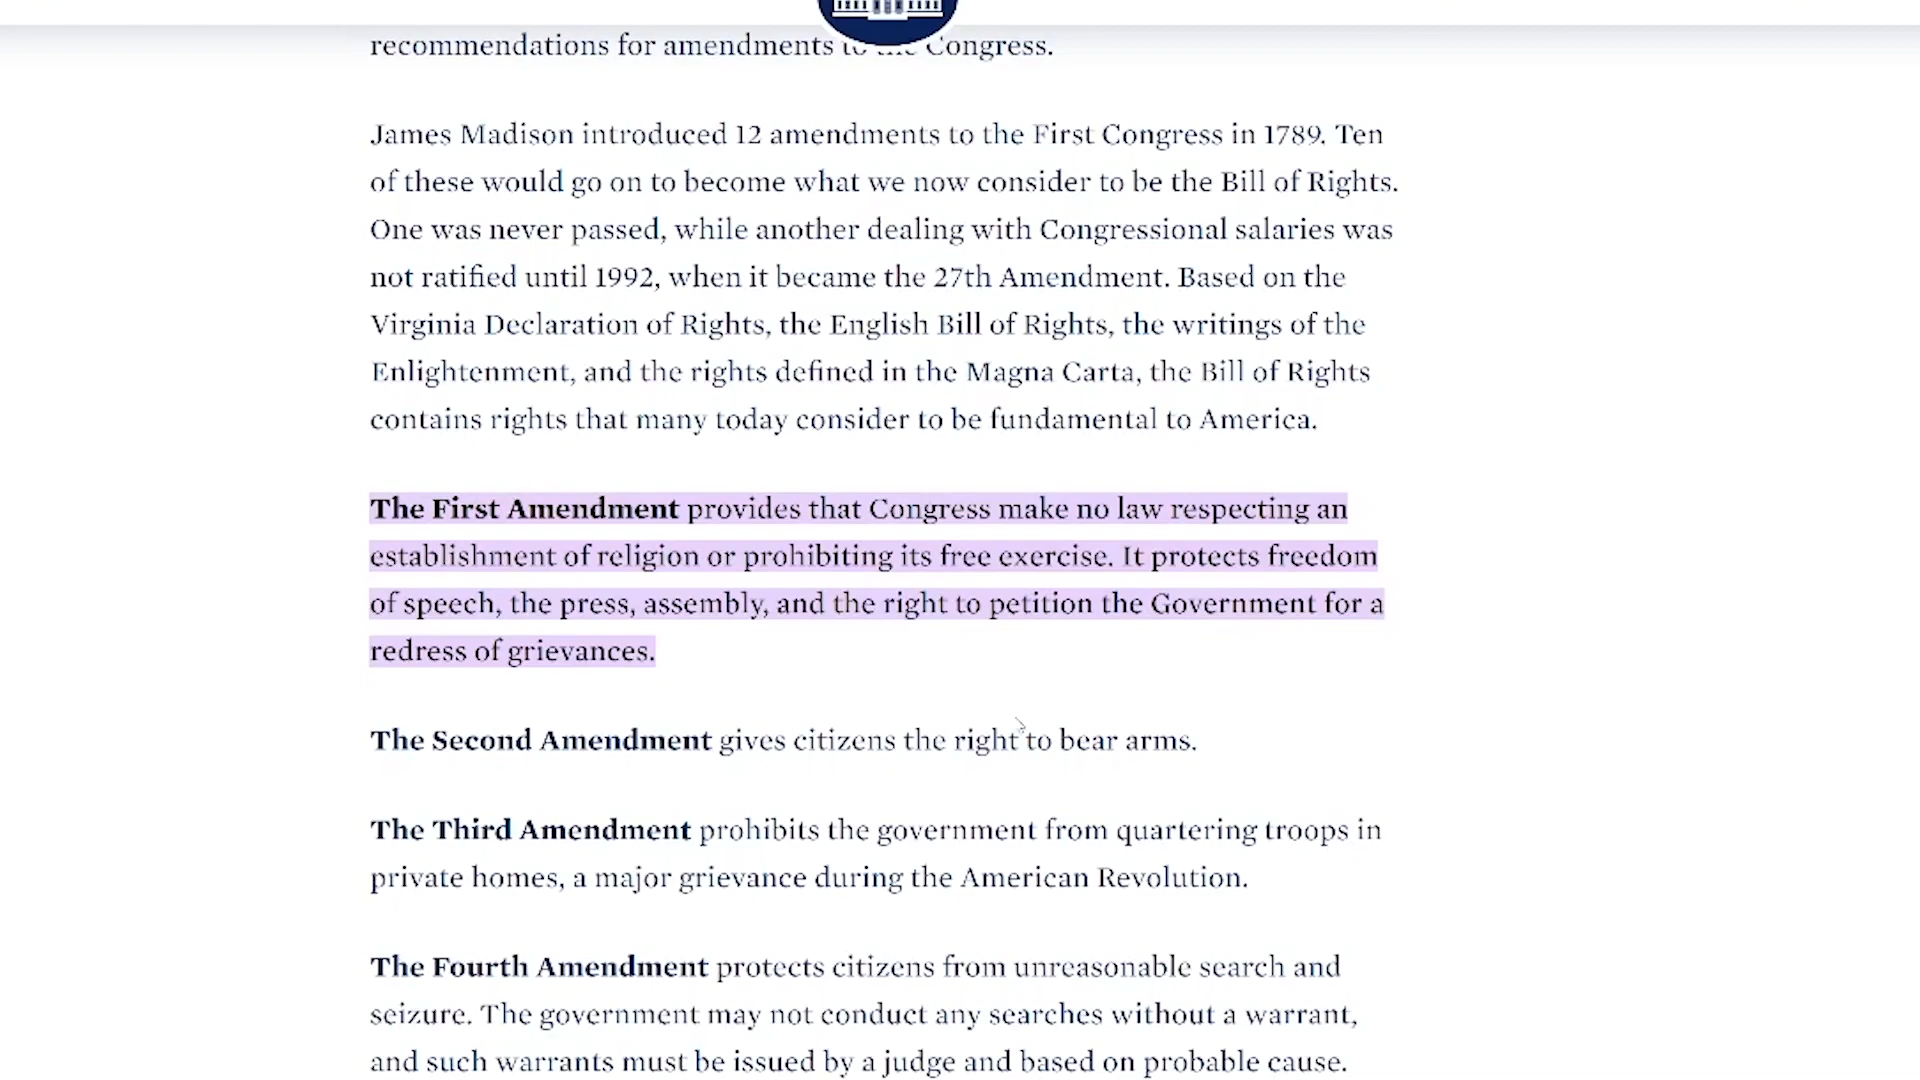 recommendations for amendments to the Congress.
James Madison introduced 12 amendments to the First Congress in 1789. Ten
of these would go on to become what we now consider to be the Bill of Rights.
One was never passed, while another dealing with Congressional salaries was
not ratified until 1992, when it became the 27th Amendment. Based on the
Virginia Declaration of Rights, the English Bill of Rights, the writings of the
Enlightenment, and the rights defined in the Magna Carta, the Bill of Rights
contains rights that many today consider to be fundamental to America.
The First Amendment provides that Congress make no law respecting an
establishment of religion or prohibiting its free exercise. It protects freedom
of speech, the press, assembly, and the right to petition the Government for a
redress of grievances.
The Second Amendment gives citizens the right to bear arms.
The Third Amendment prohibits the government from quartering troops in
private homes, a major grievance during the American Revolution.
The Fourth Amendment protects citizens from unreasonable search and
seizure. The government may not conduct any searches without a warrant,
and such warrants must be issued by a judge and based on probable cause.